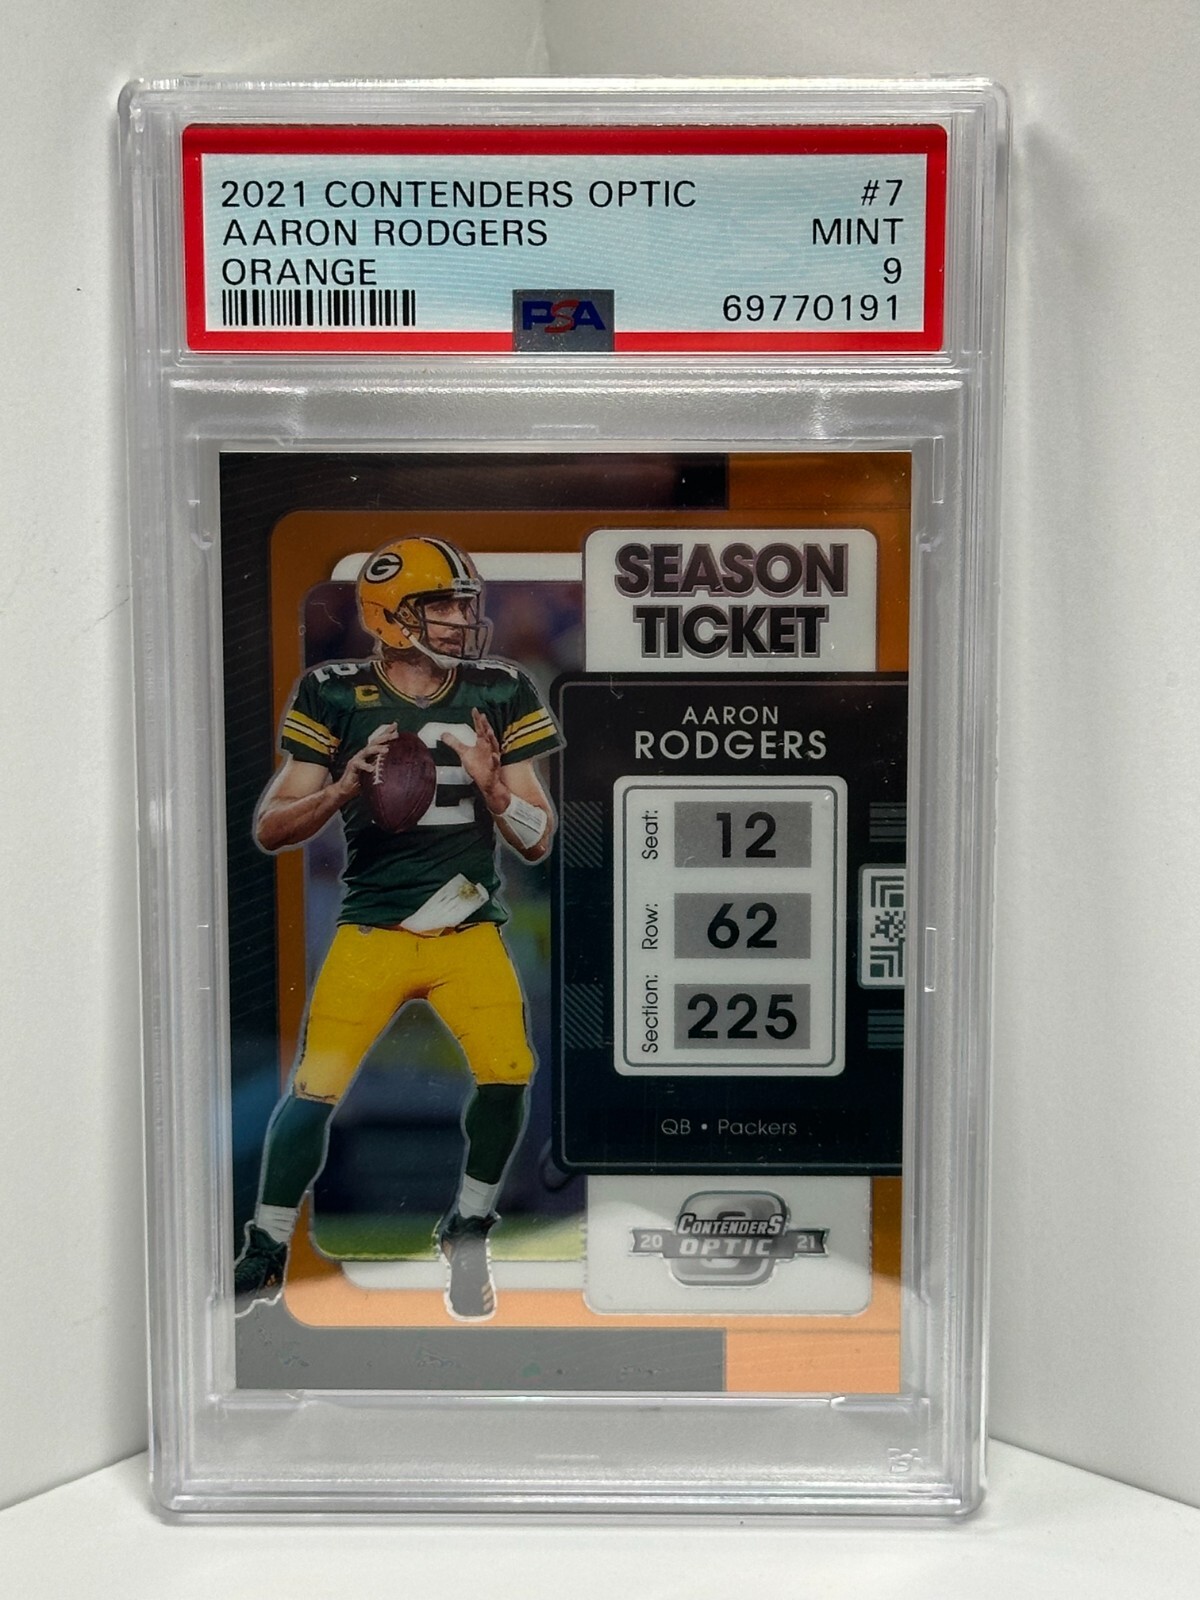 2021 CONTENDERS OPTIC #7
AARON RODGERS MINT
ORANGE 9
PSA 69770191
G
SEASON
TICKET
12
C
AARON
RODGERS
Seat: 12
Row: 62
Section: 225
QB • Packers
CONTENDERS
20 OPTIC 21